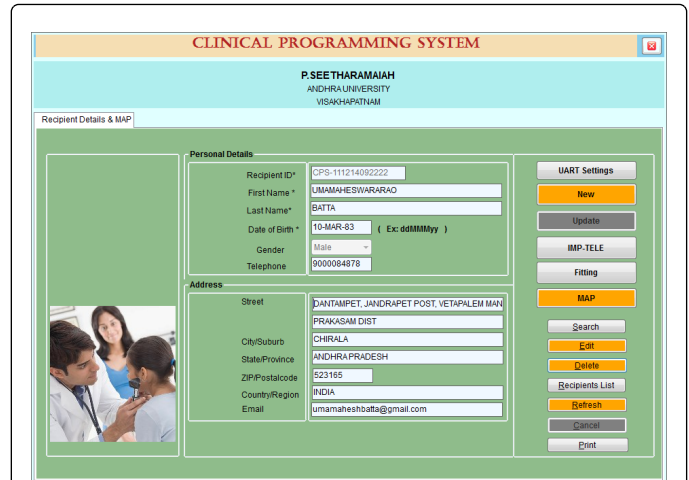 CLINICAL PROGRAMMING SYSTEM
P.SEETHARAMAIAH
ANDHRA UNIVERSITY
VISAKHAPATNAM
Recipient Details & MAP
Personal Details
Recipient ID* CPS-111214092222
First Name * UMAMAHESWARARAO
Last Name* BATTA
Date of Birth * 10-MAR-83 ( Ex: ddMMMyy )
Gender Male
Telephone 9000084878
Address
Street DANTAMPET, JANDRAPET POST, VETAPALEM MAN
PRAKASAM DIST
City/Suburb CHIRALA
State/Province ANDHRA PRADESH
ZIP/Postalcode 523165
Country/Region INDIA
Email umamaheshbatta@gmail.com
UART Settings
New
Update
IMP-TELE
Fitting
MAP
Search
Edit
Delete
Recipients List
Refresh
Cancel
Print